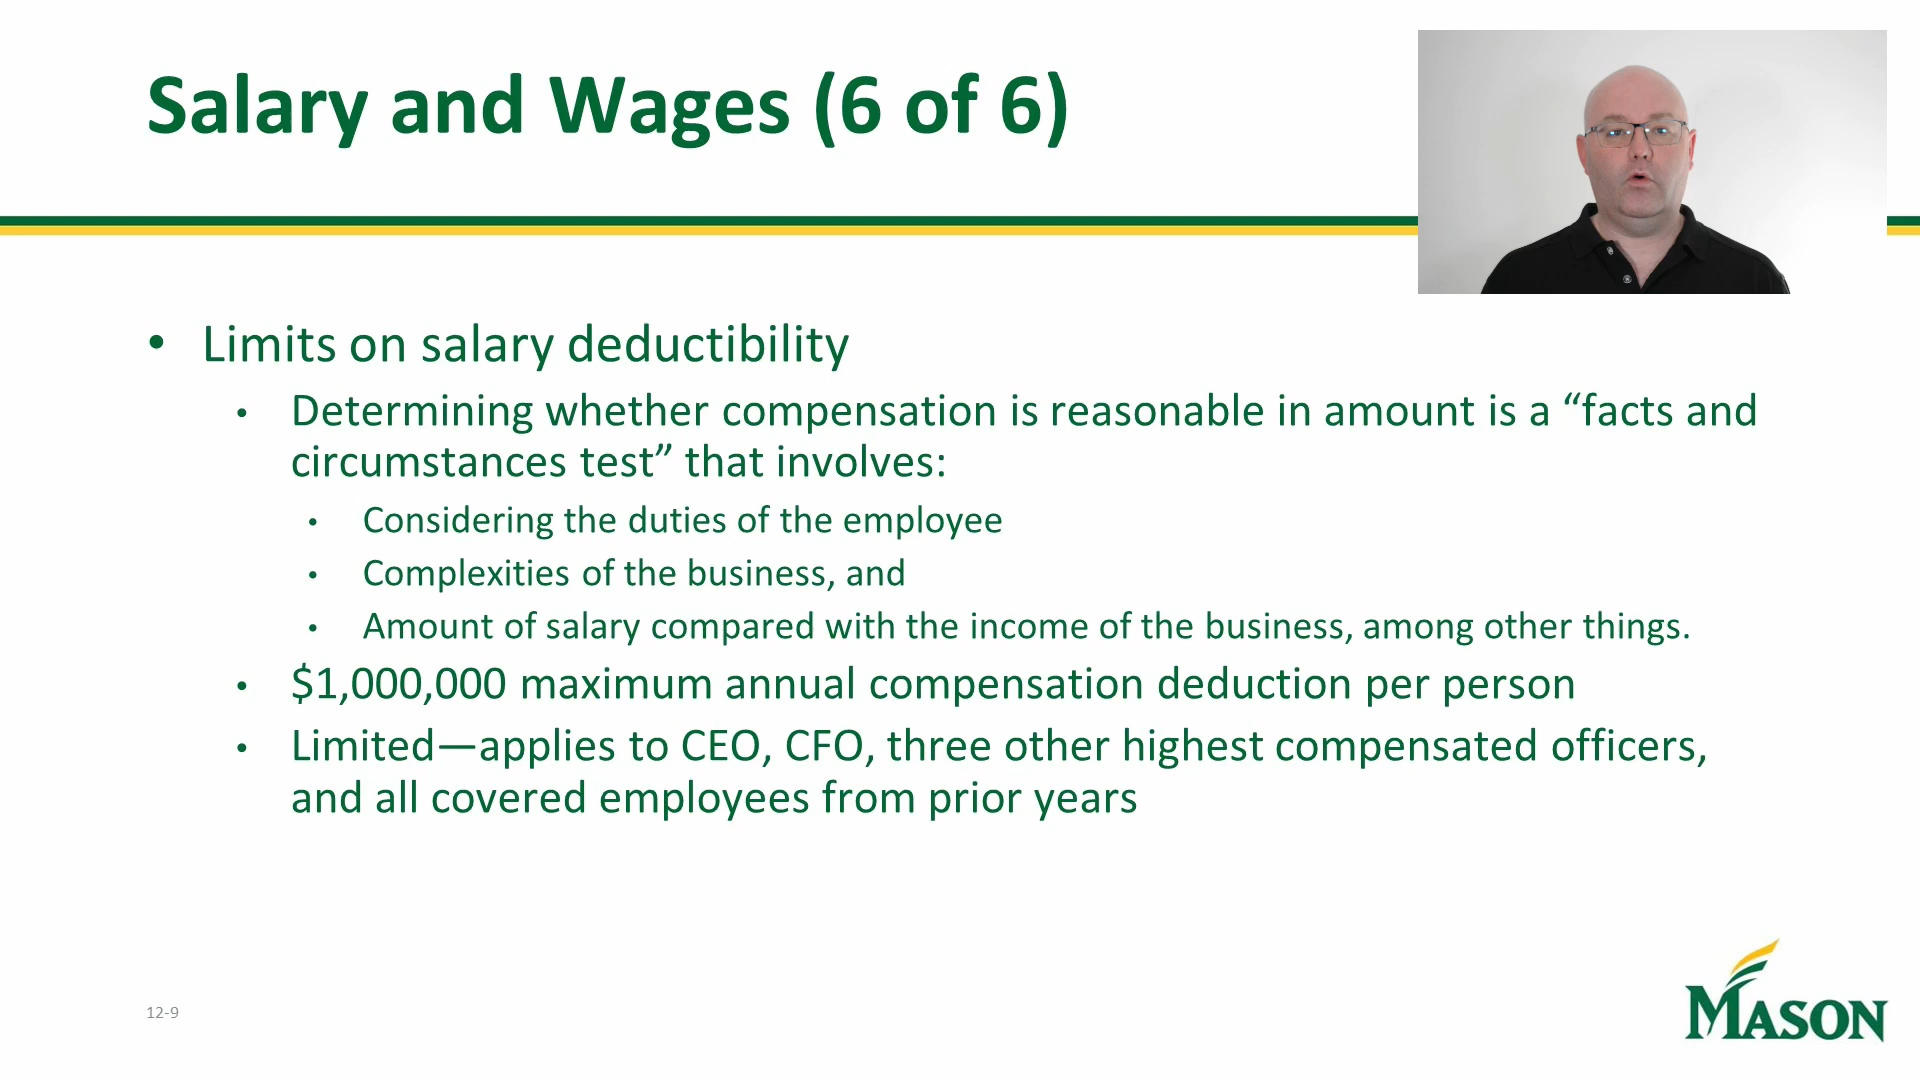 Salary and Wages (6 of 6)
• Limits on salary deductibility
• Determining whether compensation is reasonable in amount is a “facts and
circumstances test” that involves:
• Considering the duties of the employee
• Complexities of the business, and
• Amount of salary compared with the income of the business, among other things.
• $1,000,000 maximum annual compensation deduction per person
• Limited—applies to CEO, CFO, three other highest compensated officers,
and all covered employees from prior years
12-9
MASON